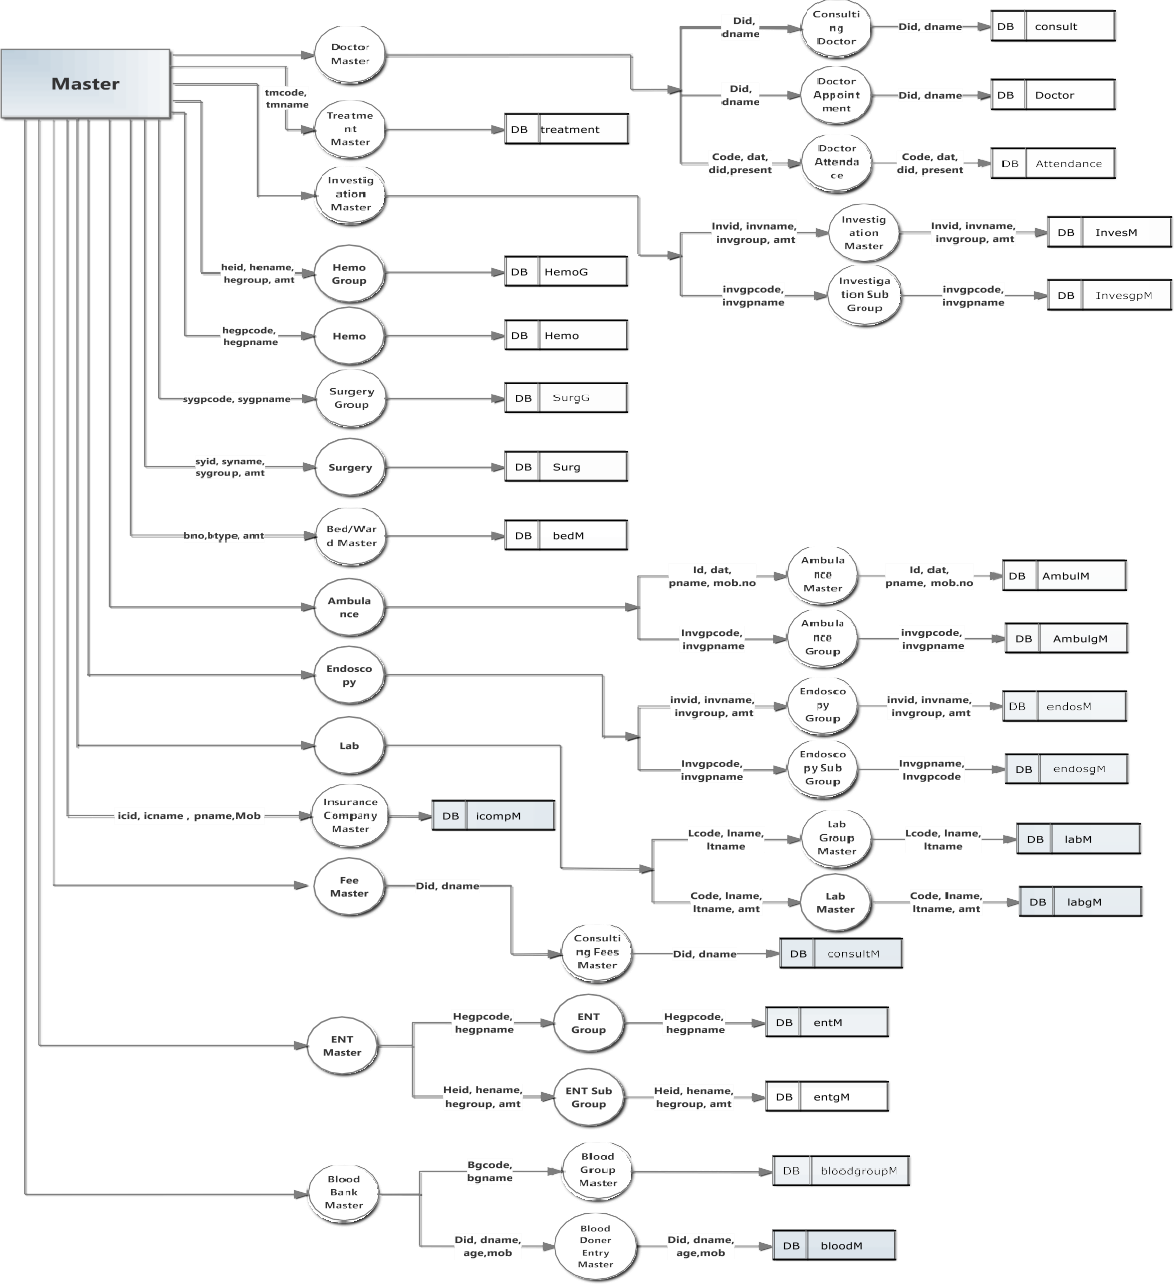 Master
Doctor
Master
Did,
dname
Consulti
ng
Doctor
Did, dname
DB
consult
Did,
dname
Doctor
Appoint
ment
Did, dname
DB
Doctor
Code, dat,
did,present
Doctor
Attenda
ce
Code, dat,
did, present
DB
Attendance
tmcode,
tmname
Treatme
nt
Master
DB
treatment
Investig
ation
Master
Invid, invname,
invgroup, amt
Investig
ation
Master
Invid, invname,
invgroup, amt
DB
InvesM
invgpcode,
invgpname
Investiga
tion Sub
Group
invgpcode,
invgpname
DB
InvesgpM
heid, hename,
hegroup, amt
Hemo
Group
DB
HemoG
hegpcode,
hegpname
Hemo
DB
Hemo
sygpcode, sygpname
Surgery
Group
DB
SurgG
syid, syname,
sygroup, amt
Surgery
DB
Surg
bno,btype, amt
Bed/War
d Master
DB
bedM
Ambula
nce
Id, dat,
pname, mob.no
Ambula
nce
Master
Id, dat,
pname, mob.no
DB
AmbulM
Invgpcode,
invgpname
Ambula
nce
Group
invgpcode,
invgpname
DB
AmbulgM
Endosco
py
invid, invname,
invgroup, amt
Endosco
py
Group
invid, invname,
invgroup, amt
DB
endosM
Invgpcode,
invgpname
Endosco
py Sub
Group
Invgpname,
Invgpcode
DB
endosgM
Lab
Lcode, lname,
ltname
Lab
Group
Master
Lcode, lname,
ltname
DB
labM
Code, lname,
ltname, amt
Lab
Master
Code, lname,
ltname, amt
DB
labgM
icid, icname , pname,Mob
Insurance
Company
Master
DB
icompM
Fee
Master
Did, dname
Consulti
ng Fees
Master
Did, dname
DB
consultM
ENT
Master
Hegpcode,
hegpname
ENT
Group
Hegpcode,
hegpname
DB
entM
Heid, hename,
hegroup, amt
ENT Sub
Group
Heid, hename,
hegroup, amt
DB
entgM
Blood
Bank
Master
Bgcode,
bgname
Blood
Group
Master
DB
bloodgroupM
Did, dname,
age,mob
Blood
Doner
Entry
Master
Did, dname,
age,mob
DB
bloodM